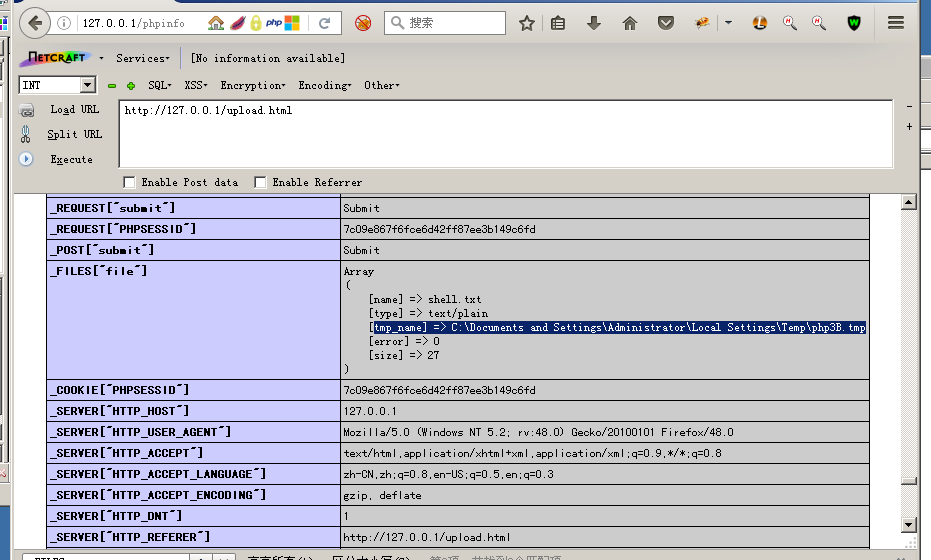 127.0.0.1/phpinfo
php
搜索
NETCRAFT Services [No information available]
INT SQL XSS Encryption Encoding Other
Load URL http://127.0.0.1/upload.html
Split URL
Execute
Enable Post data Enable Referrer
_REQUEST["submit"] Submit
_REQUEST["PHPSESSID"] 7c09e867f6fce6d42ff87ee3b149c6fd
_POST["submit"] Submit
_FILES["file"] Array
(
[name] => shell.txt
[type] => text/plain
[tmp_name] => C:\Documents and Settings\Administrator\Local Settings\Temp\php3B.tmp
[error] => 0
[size] => 27
)
_COOKIE["PHPSESSID"] 7c09e867f6fce6d42ff87ee3b149c6fd
_SERVER["HTTP_HOST"] 127.0.0.1
_SERVER["HTTP_USER_AGENT"] Mozilla/5.0 (Windows NT 5.2; rv:48.0) Gecko/20100101 Firefox/48.0
_SERVER["HTTP_ACCEPT"] text/html,application/xhtml+xml,application/xml;q=0.9,*/*;q=0.8
_SERVER["HTTP_ACCEPT_LANGUAGE"] zh-CN,zh;q=0.8,en-US;q=0.5,en;q=0.3
_SERVER["HTTP_ACCEPT_ENCODING"] gzip, deflate
_SERVER["HTTP_DNT"] 1
_SERVER["HTTP_REFERER"] http://127.0.0.1/upload.html